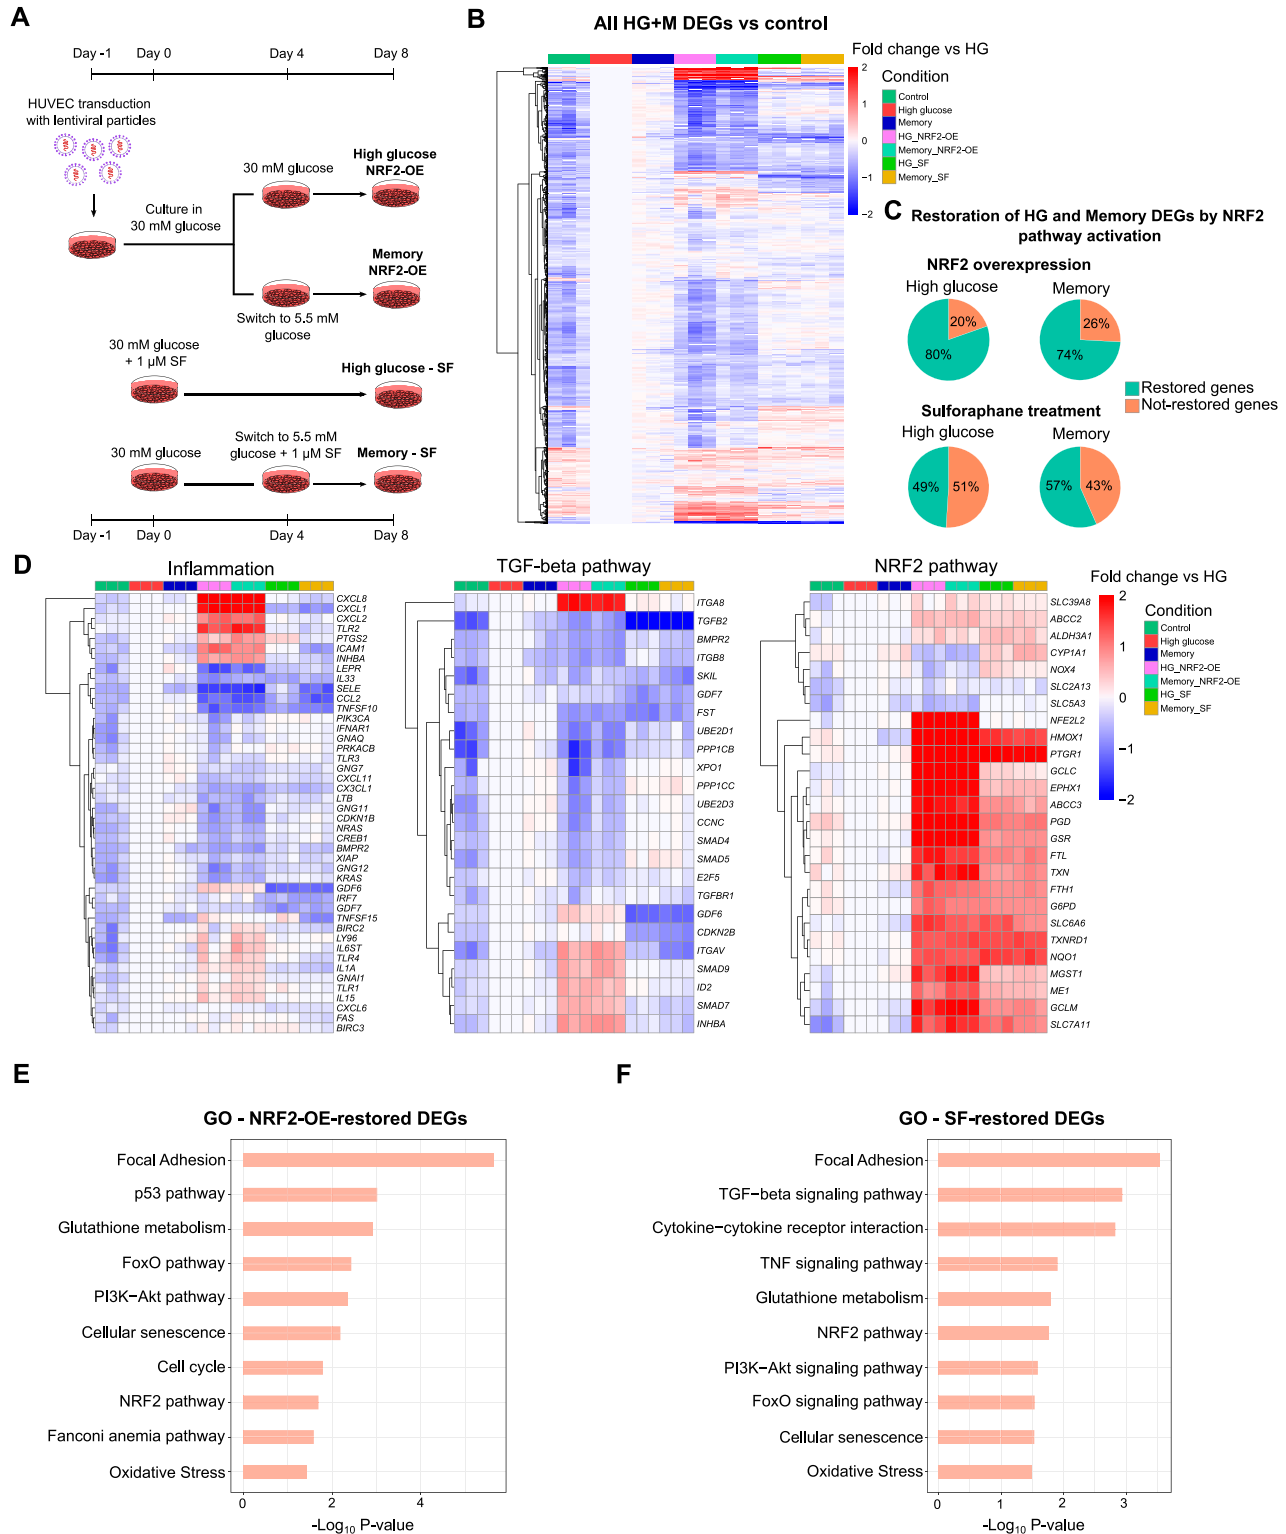 A
Day -1
Day 0
Day 4
Day 8
HUVEC transduction
with lentiviral particles
Culture in
30 mM glucose
30 mM glucose
High glucose
NRF2-OE
Memory
NRF2-OE
Switch to 5.5 mM
glucose
30 mM glucose
+ 1 µM SF
High glucose - SF
30 mM glucose
Switch to 5.5 mM
glucose + 1 µM SF
Memory - SF
Day -1
Day 0
Day 4
Day 8
B
All HG+M DEGs vs control
Fold change vs HG
2
1
0
−1
−2
Condition
Control
High glucose
Memory
HG_NRF2-OE
Memory_NRF2-OE
HG_SF
Memory_SF
C
Restoration of HG and Memory DEGs by NRF2
pathway activation
NRF2 overexpression
High glucose
Memory
20%
80%
26%
74%
Restored genes
Not-restored genes
Sulforaphane treatment
High glucose
Memory
49%
51%
57%
43%
D
Inflammation
CXCL8
CXCL1
CXCL2
TLR2
PTGS2
ICAM1
INHBA
LEPR
IL33
SELE
CCL2
TNFSF10
PIK3CA
IFNAR1
GNAQ
PRKACB
TLR3
GNG7
CXCL11
CX3CL1
LTB
GNG11
CDKN1B
NRAS
CREB1
BMPR2
XIAP
GNG12
KRAS
GDF6
IRF7
GDF7
TNFSF15
BIRC2
LY96
IL6ST
TLR4
IL1A
GNAI1
TLR1
IL15
CXCL6
FAS
BIRC3
TGF-beta pathway
ITGA8
TGFB2
BMPR2
ITGB8
SKIL
GDF7
FST
UBE2D1
PPP1CB
XPO1
PPP1CC
UBE2D3
CCNC
SMAD4
SMAD5
E2F5
TGFBR1
GDF6
CDKN2B
ITGAV
SMAD9
ID2
SMAD7
INHBA
NRF2 pathway
SLC39A8
ABCC2
ALDH3A1
CYP1A1
NOX4
SLC2A13
SLC5A3
NFE2L2
HMOX1
PTGR1
GCLC
EPHX1
ABCC3
PGD
GSR
FTL
TXN
FTH1
G6PD
SLC6A6
TXNRD1
NQO1
MGST1
ME1
GCLM
SLC7A11
Fold change vs HG
2
1
0
−1
−2
Condition
Control
High glucose
Memory
HG_NRF2-OE
Memory_NRF2-OE
HG_SF
Memory_SF
E
GO - NRF2-OE-restored DEGs
Focal Adhesion
p53 pathway
Glutathione metabolism
FoxO pathway
PI3K−Akt pathway
Cellular senescence
Cell cycle
NRF2 pathway
Fanconi anemia pathway
Oxidative Stress
0
2
4
-Log₁₀ P-value
F
GO - SF-restored DEGs
Focal Adhesion
TGF−beta signaling pathway
Cytokine−cytokine receptor interaction
TNF signaling pathway
Glutathione metabolism
NRF2 pathway
PI3K−Akt signaling pathway
FoxO signaling pathway
Cellular senescence
Oxidative Stress
0
1
2
3
-Log₁₀ P-value